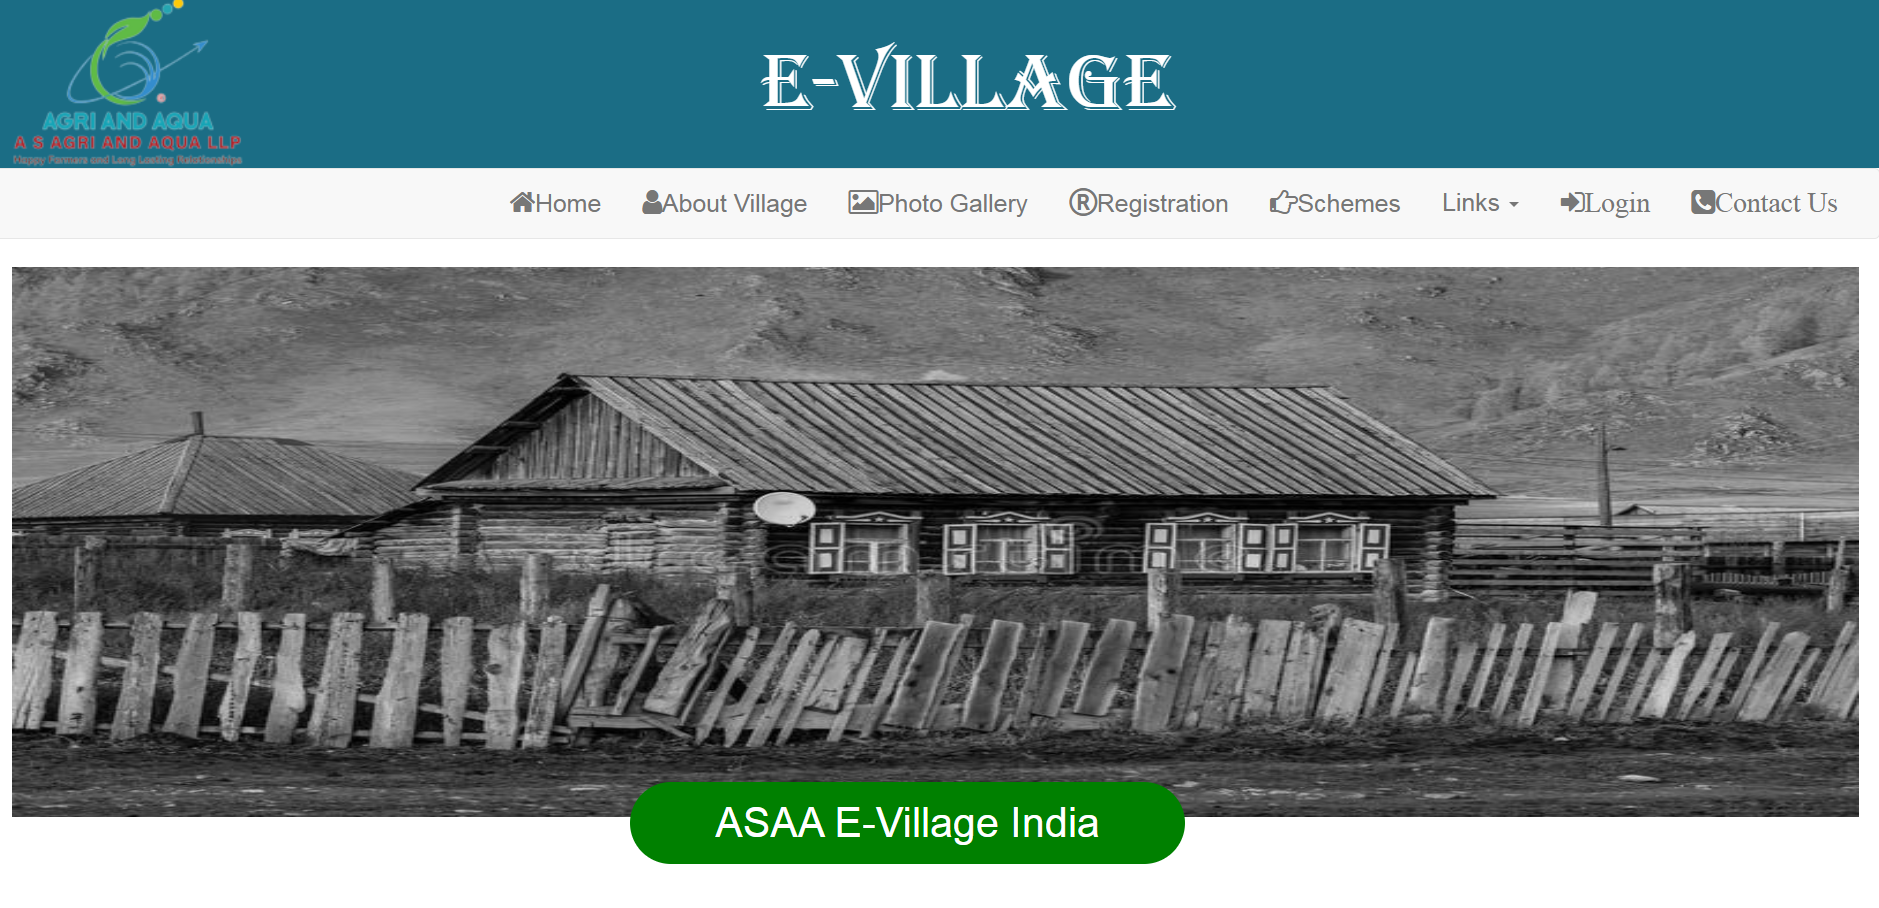 E-VILLAGE
AGRI AND AQUA
A S AGRI AND AQUA LLP
Happy Farmers and Long Lasting Relationships
Home About Village Photo Gallery Registration Schemes Links Login Contact Us
ASAA E-Village India